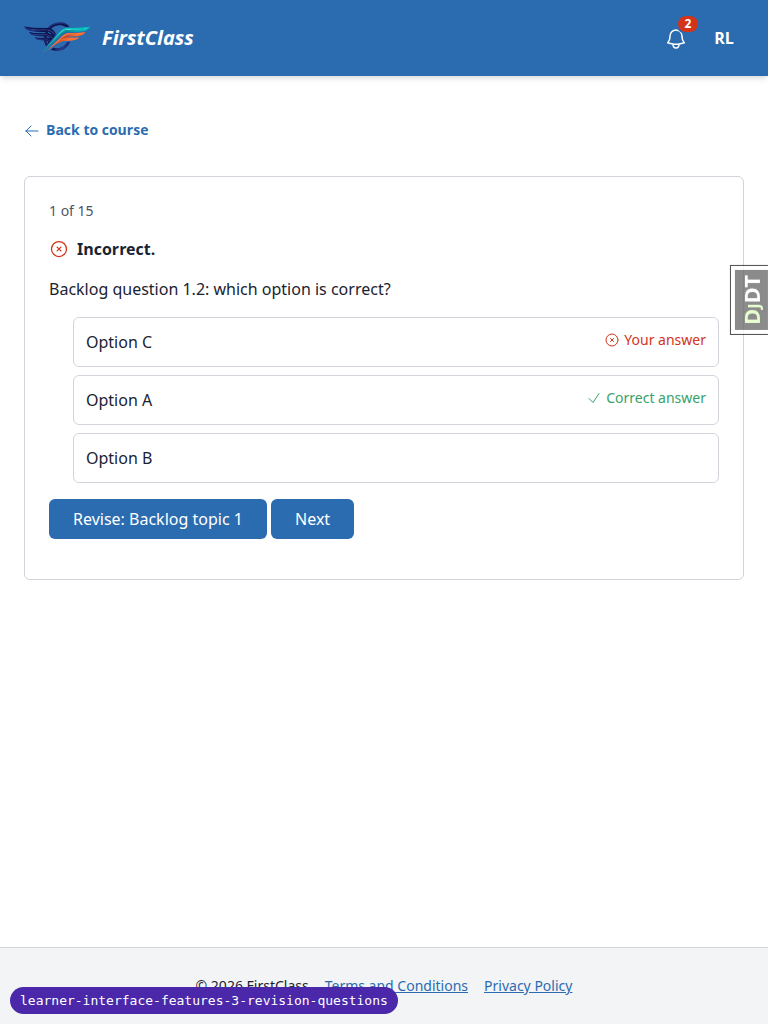 FirstClass
2
RL
Back to course
1 of 15
Incorrect.
Backlog question 1.2: which option is correct?
Option C
Your answer
Option A
Correct answer
Option B
Revise: Backlog topic 1
Next
DjDT
© 2026 FirstClass
Terms and Conditions
Privacy Policy
learner-interface-features-3-revision-questions